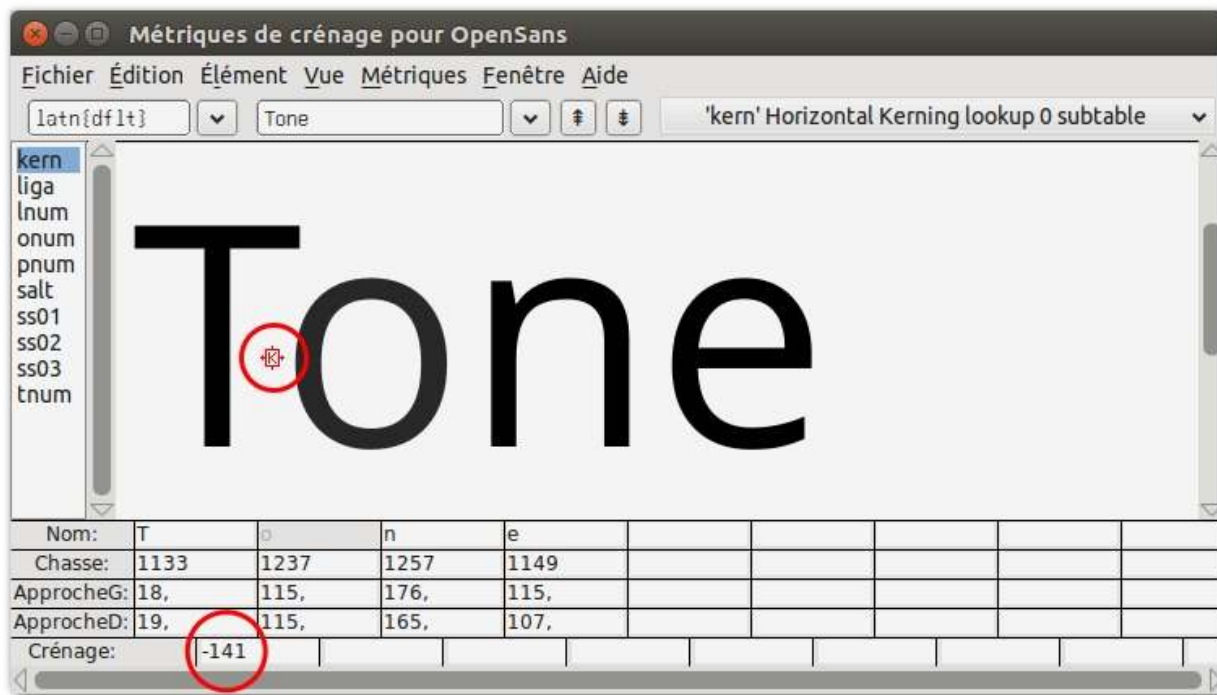 Métriques de crénage pour OpenSans
Fichier Édition Élément Vue Métriques Fenêtre Aide
latn{dflt} Tone 'kern' Horizontal Kerning lookup 0 subtable
kern
liga
lnum
onum
pnum
salt
ss01
ss02
ss03
tnum
Tone
K
Nom: T o n e
Chasse: 1133 1237 1257 1149
ApprocheG: 18, 115, 176, 115,
ApprocheD: 19, 115, 165, 107,
Crénage: -141